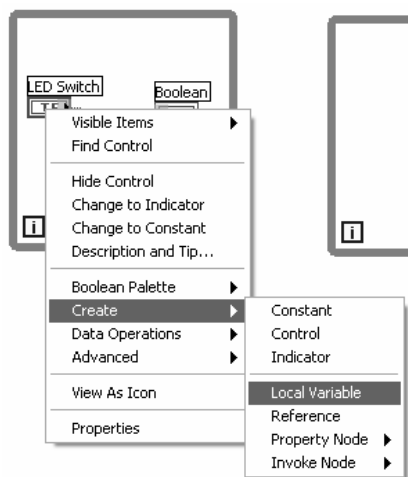 LED Switch
Boolean
TF
Visible Items
Find Control
Hide Control
Change to Indicator
Change to Constant
Description and Tip...
i
i
Boolean Palette
Create
Data Operations
Advanced
View As Icon
Properties
Constant
Control
Indicator
Local Variable
Reference
Property Node
Invoke Node